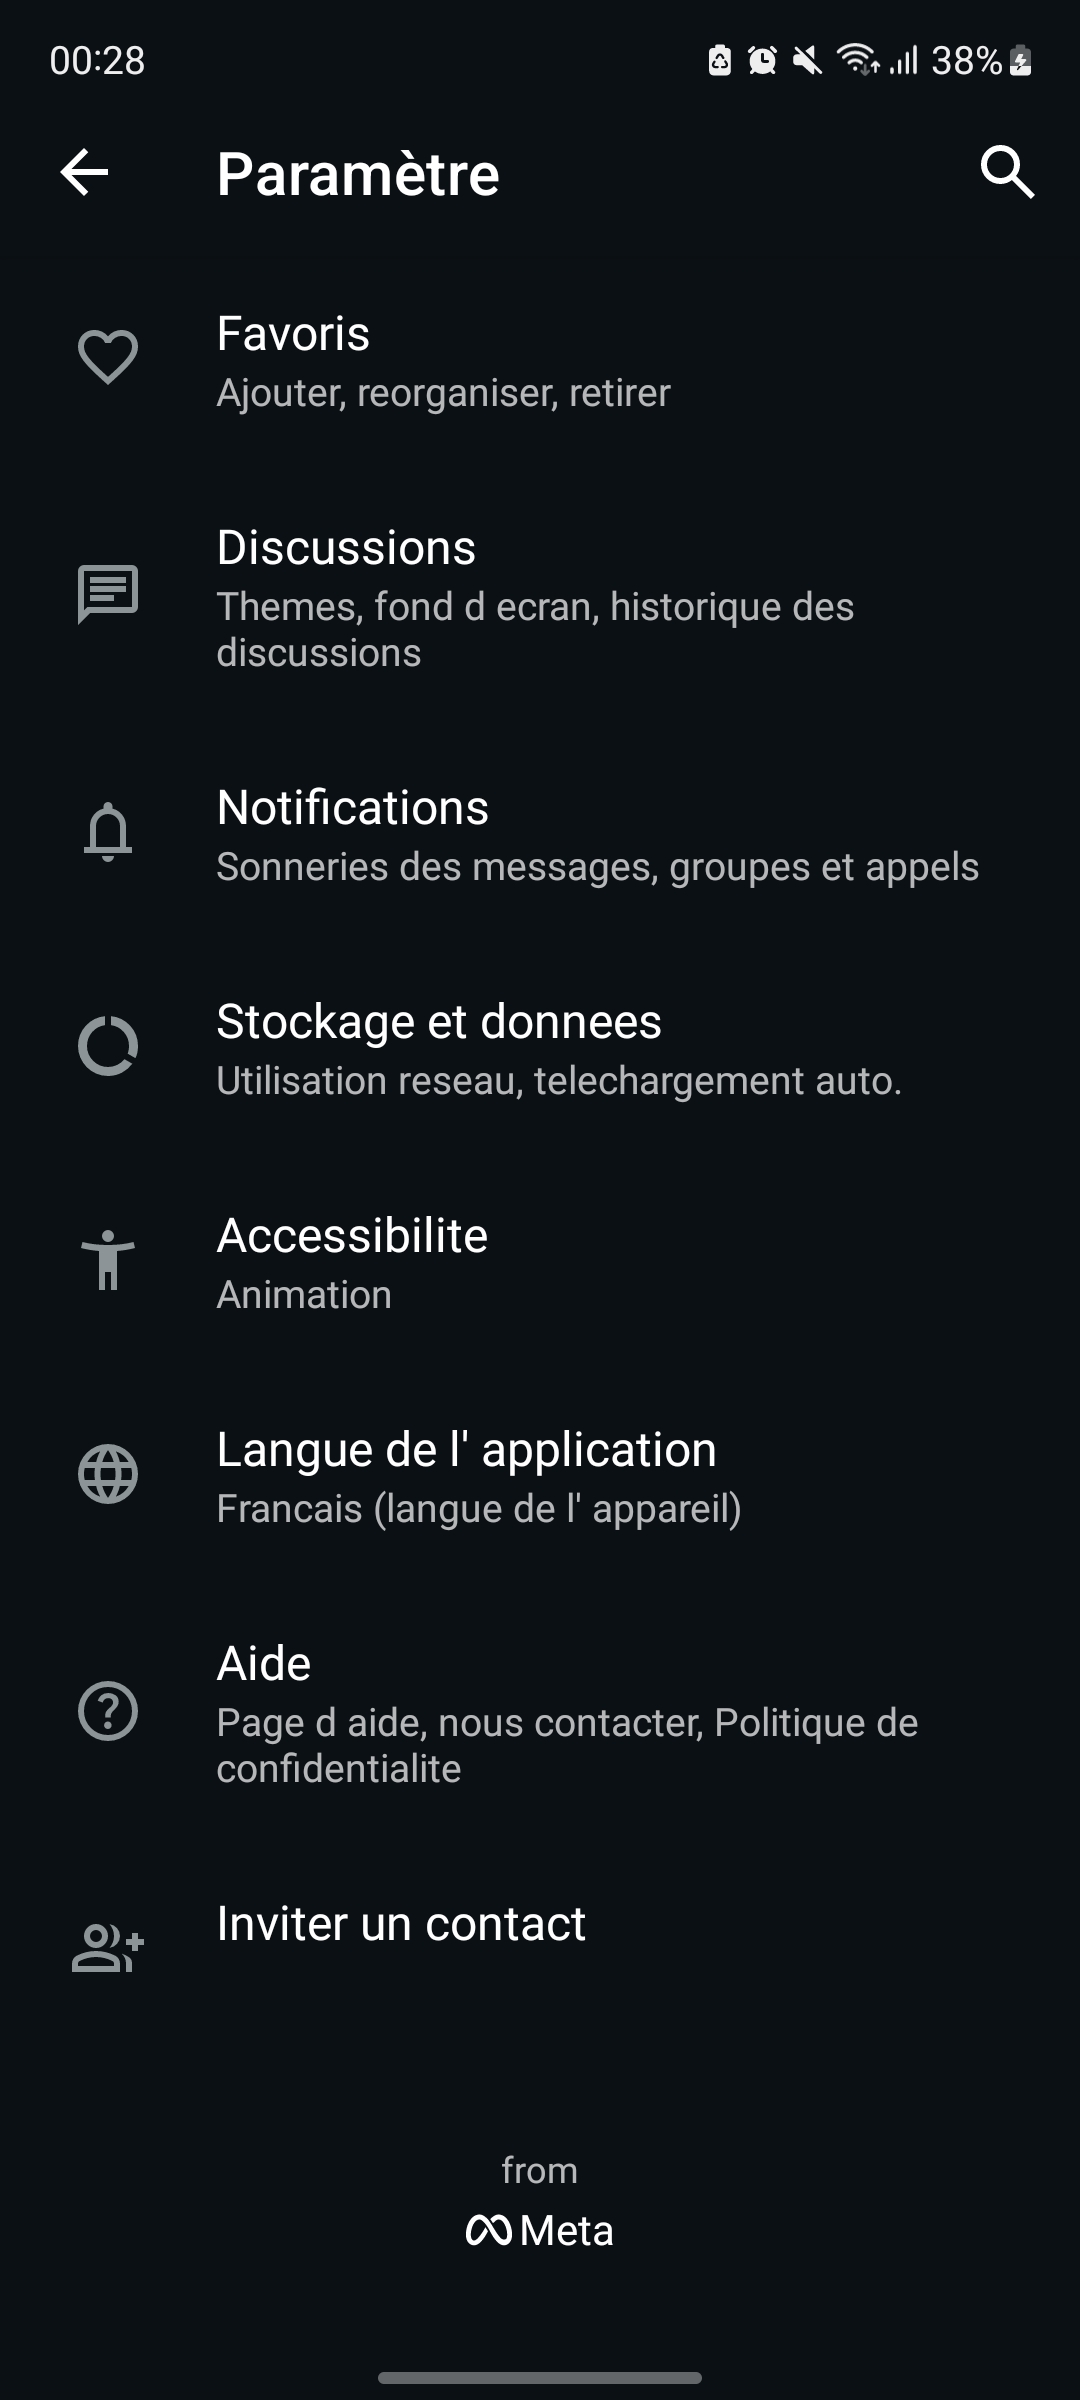 00:28 38%
Paramètre
Favoris
Ajouter, reorganiser, retirer
Discussions
Themes, fond d ecran, historique des
discussions
Notifications
Sonneries des messages, groupes et appels
Stockage et donnees
Utilisation reseau, telechargement auto.
Accessibilite
Animation
Langue de l' application
Francais (langue de l' appareil)
Aide
Page d aide, nous contacter, Politique de
confidentialite
Inviter un contact
from
Meta